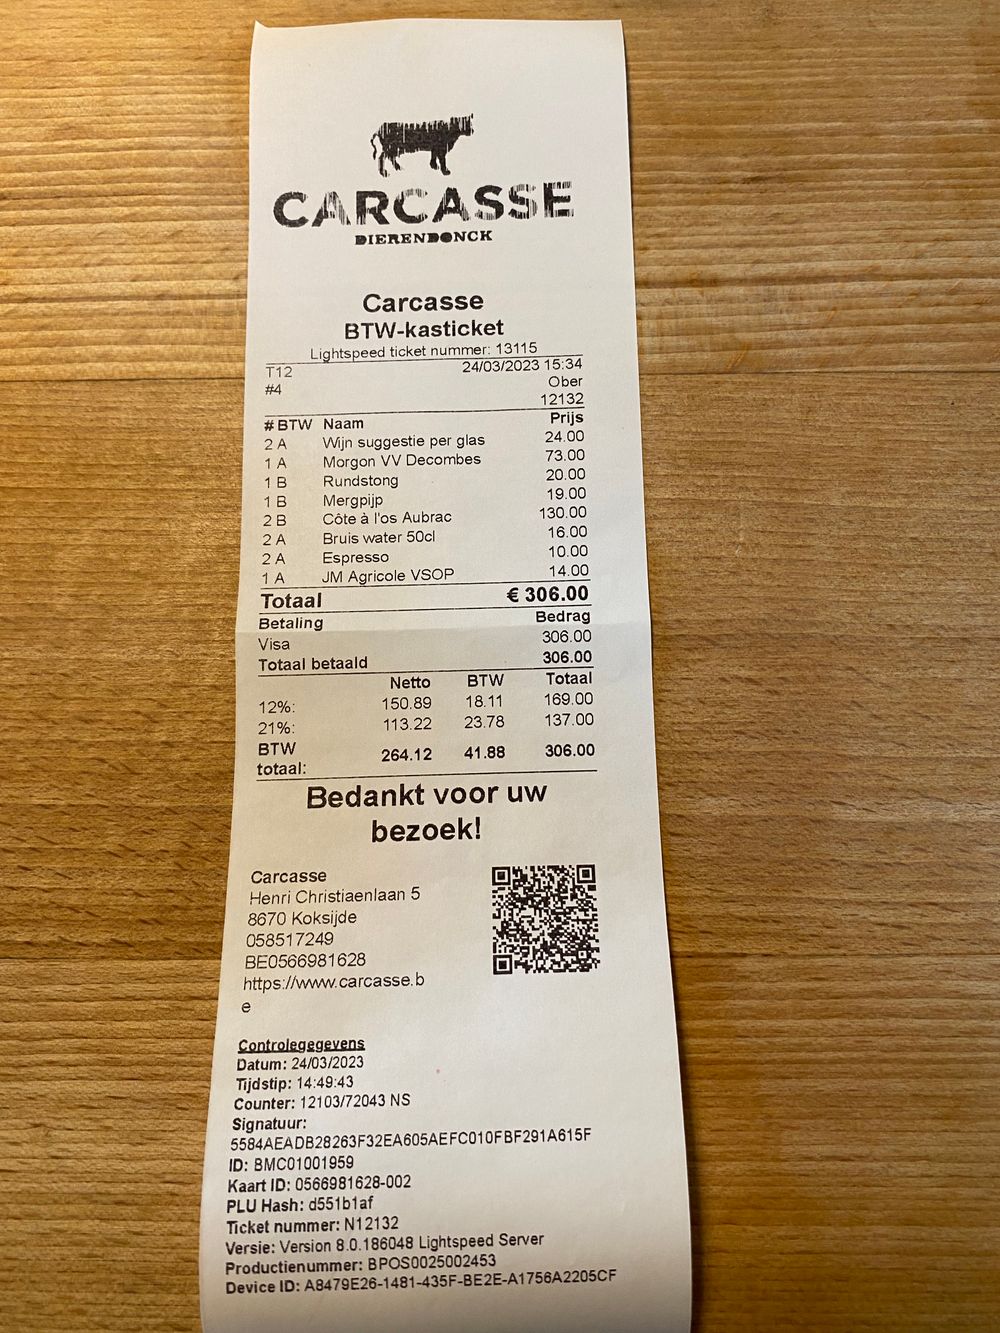 CARCASSE
DIERENDONCK
Carcasse
BTW-kasticket
Lightspeed ticket nummer: 13115
T12 24/03/2023 15:34
#4 Ober
12132
# BTW Naam Prijs
2 A Wijn suggestie per glas 24.00
1 A Morgon VV Decombes 73.00
1 B Rundstong 20.00
1 B Mergpijp 19.00
2 B Côte à l'os Aubrac 130.00
2 A Bruis water 50cl 16.00
2 A Espresso 10.00
1 A JM Agricole VSOP 14.00
Totaal € 306.00
Betaling Bedrag
Visa 306.00
Totaal betaald 306.00
Netto BTW Totaal
12%: 150.89 18.11 169.00
21%: 113.22 23.78 137.00
BTW totaal: 264.12 41.88 306.00
Bedankt voor uw
bezoek!
Carcasse
Henri Christiaenlaan 5
8670 Koksijde
058517249
BE0566981628
https://www.carcasse.b
e
Controlegegevens
Datum: 24/03/2023
Tijdstip: 14:49:43
Counter: 12103/72043 NS
Signatuur:
5584AEADB28263F32EA605AEFC010FBF291A615F
ID: BMC01001959
Kaart ID: 0566981628-002
PLU Hash: d551b1af
Ticket nummer: N12132
Versie: Version 8.0.186048 Lightspeed Server
Productienummer: BPOS0025002453
Device ID: A8479E26-1481-435F-BE2E-A1756A2205CF